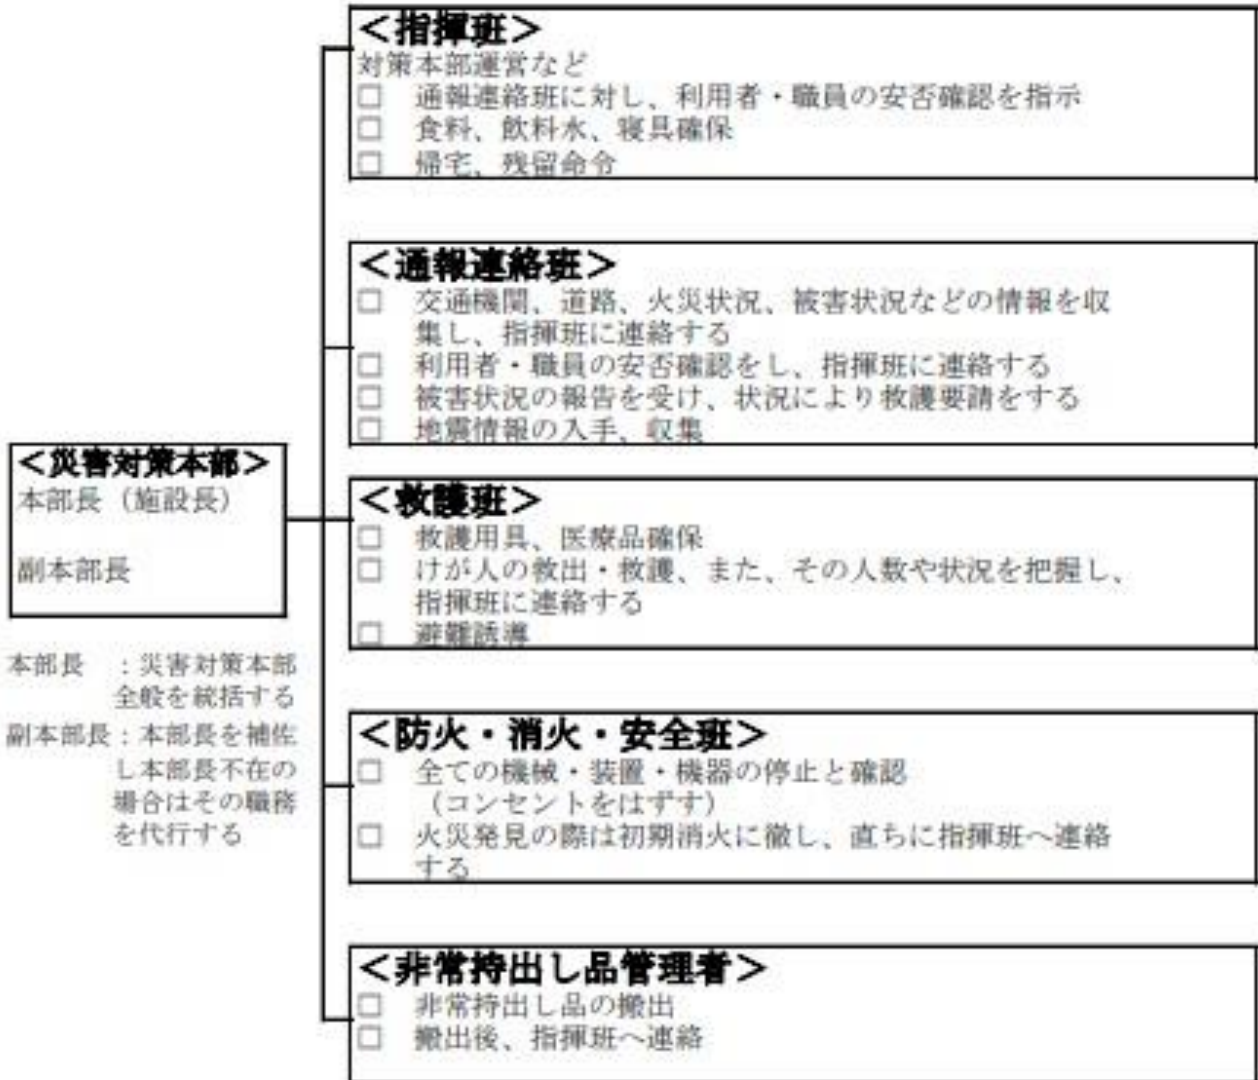 ＜指揮班＞
対策本部運営など
□ 通報連絡班に対し、利用者・職員の安否確認を指示
□ 食料、飲料水、寝具確保
□ 帰宅、残留命令
＜通報連絡班＞
□ 交通機関、道路、火災状況、被害状況などの情報を収
集し、指揮班に連絡する
□ 利用者・職員の安否確認をし、指揮班に連絡する
□ 被害状況の報告を受け、状況により救護要請をする
□ 地震情報の入手、収集
＜災害対策本部＞
本部長（施設長）
副本部長
本部長 ：災害対策本部
全般を統括する
副本部長：本部長を補佐
し本部長不在の
場合はその職務
を代行する
＜救護班＞
□ 救護用具、医療品確保
□ けが人の救出・救護、また、その人数や状況を把握し、
指揮班に連絡する
□ 避難誘導
＜防火・消火・安全班＞
□ 全ての機械・装置・機器の停止と確認
（コンセントをはずす）
□ 火災発見の際は初期消火に徹し、直ちに指揮班へ連絡
する
＜非常持出し品管理者＞
□ 非常持出し品の搬出
□ 搬出後、指揮班へ連絡